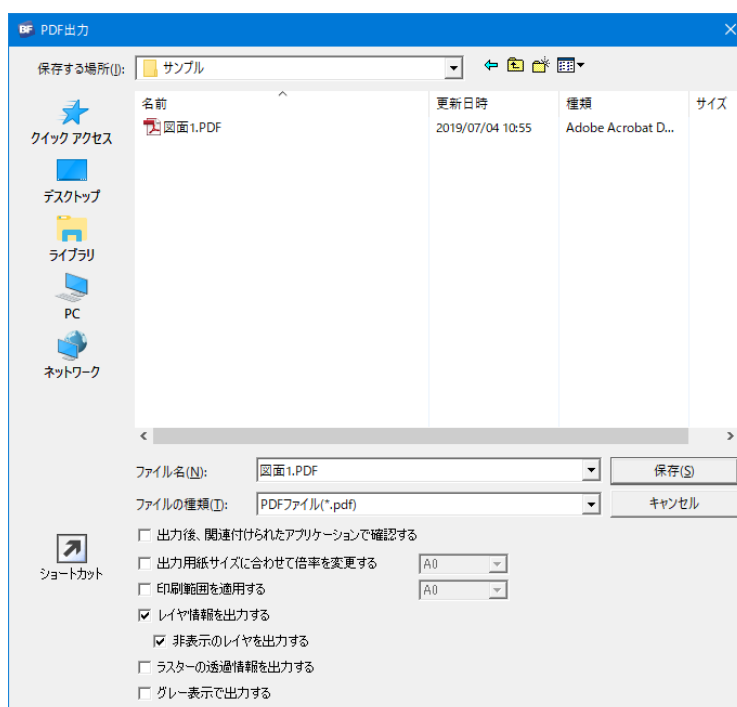 BF PDF出力
保存する場所(I): サンプル
名前 更新日時 種類 サイズ
図面1.PDF 2019/07/04 10:55 Adobe Acrobat D...
クイック アクセス
デスクトップ
ライブラリ
PC
ネットワーク
ファイル名(N): 図面1.PDF 保存(S)
ファイルの種類(T): PDFファイル(*.pdf) キャンセル
ショートカット
出力後、関連付けられたアプリケーションで確認する
出力用紙サイズに合わせて倍率を変更する A0
印刷範囲を適用する A0
レイヤ情報を出力する
非表示のレイヤを出力する
ラスターの透過情報を出力する
グレー表示で出力する